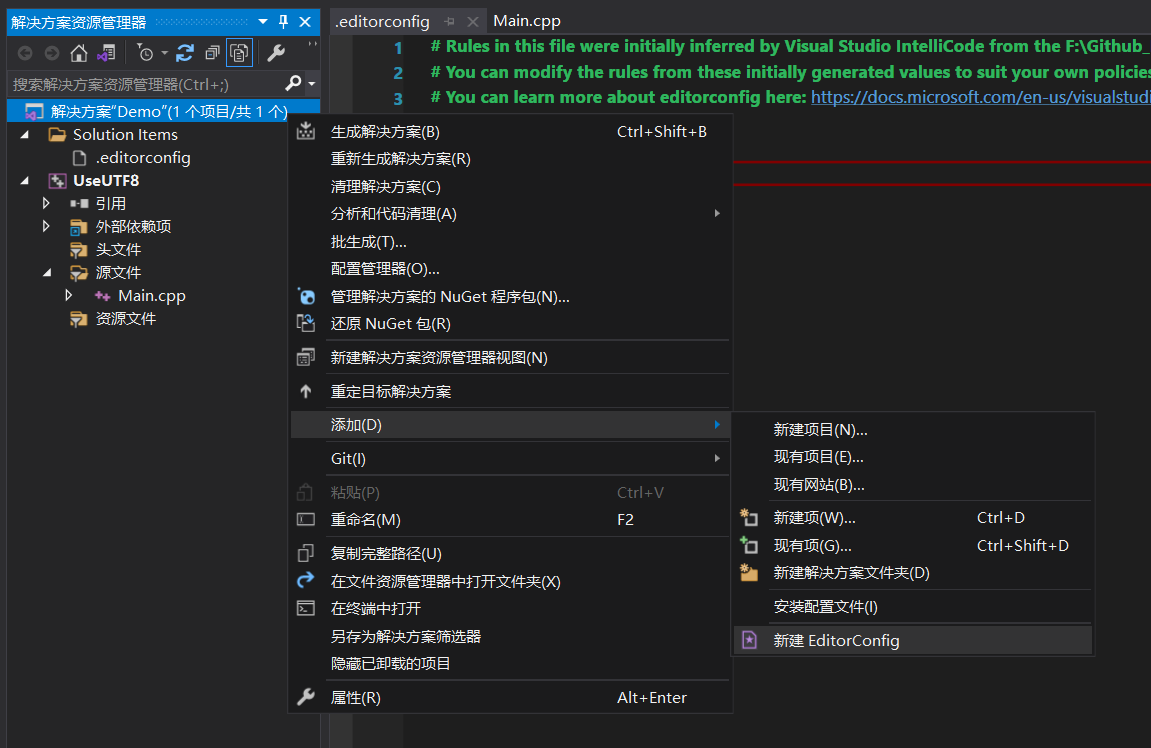 解决方案资源管理器
搜索解决方案资源管理器(Ctrl+;)
解决方案"Demo"(1 个项目/共 1 个)
Solution Items
.editorconfig
UseUTF8
引用
外部依赖项
头文件
源文件
Main.cpp
资源文件
.editorconfig
Main.cpp
1 # Rules in this file were initially inferred by Visual Studio IntelliCode from the F:\Github_
2 # You can modify the rules from these initially generated values to suit your own policies
3 # You can learn more about editorconfig here: https://docs.microsoft.com/en-us/visualstudi
生成解决方案(B) Ctrl+Shift+B
重新生成解决方案(R)
清理解决方案(C)
分析和代码清理(A)
批生成(T)...
配置管理器(O)...
管理解决方案的 NuGet 程序包(N)...
还原 NuGet 包(R)
新建解决方案资源管理器视图(N)
重定目标解决方案
添加(D)
Git(I)
粘贴(P) Ctrl+V
重命名(M) F2
复制完整路径(U)
在文件资源管理器中打开文件夹(X)
在终端中打开
另存为解决方案筛选器
隐藏已卸载的项目
属性(R) Alt+Enter
新建项目(N)...
现有项目(E)...
现有网站(B)...
新建项(W)... Ctrl+D
现有项(G)... Ctrl+Shift+D
新建解决方案文件夹(D)
安装配置文件(I)
新建 EditorConfig